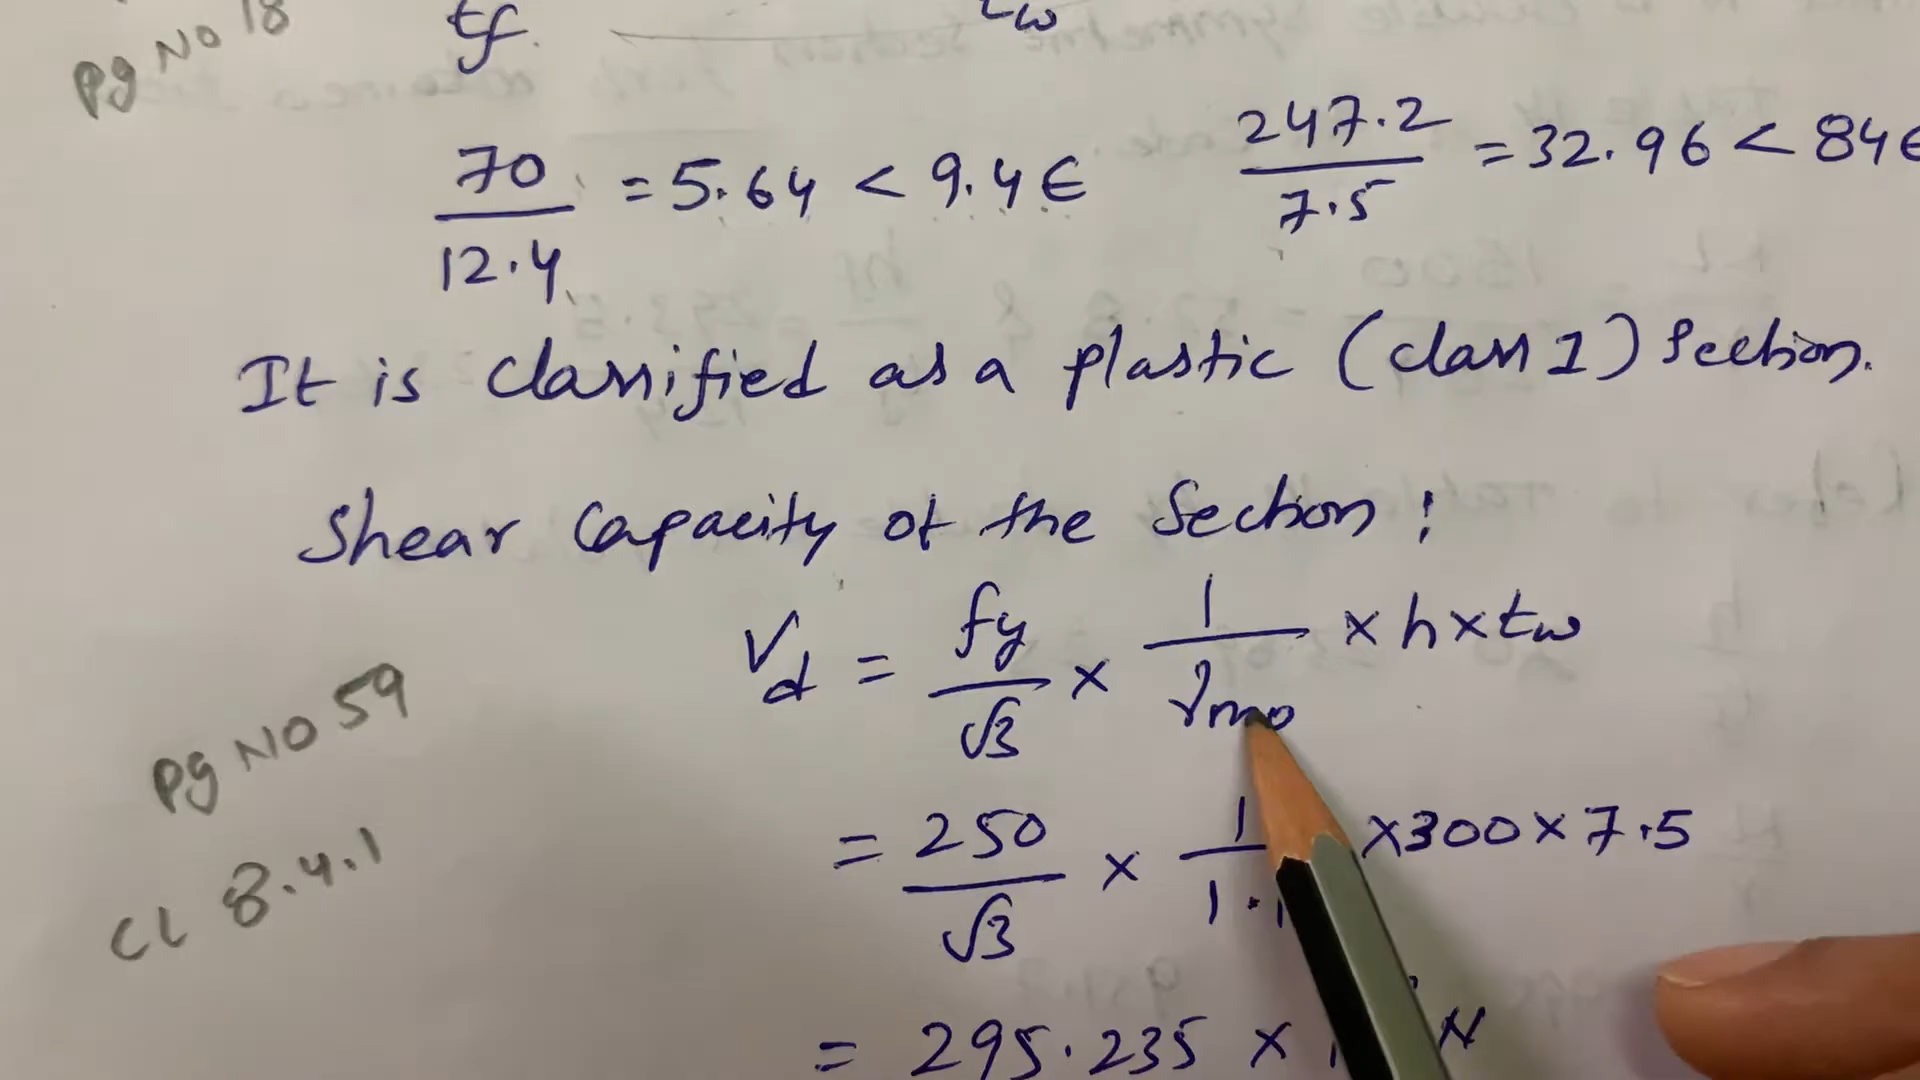 Pg No 18
tf. tw
70/12.4 = 5.64 < 9.4ϵ 247.2/7.5 = 32.96 < 84ϵ
It is classified as a plastic (class 1) Section.
Shear Capacity of the Section :
Vd = fy/√3 × 1/γmo × h × tw
Pg No 59
= 250/√3 × 1/1.1 × 300 × 7.5
CL 8.4.1
= 295.235 × N